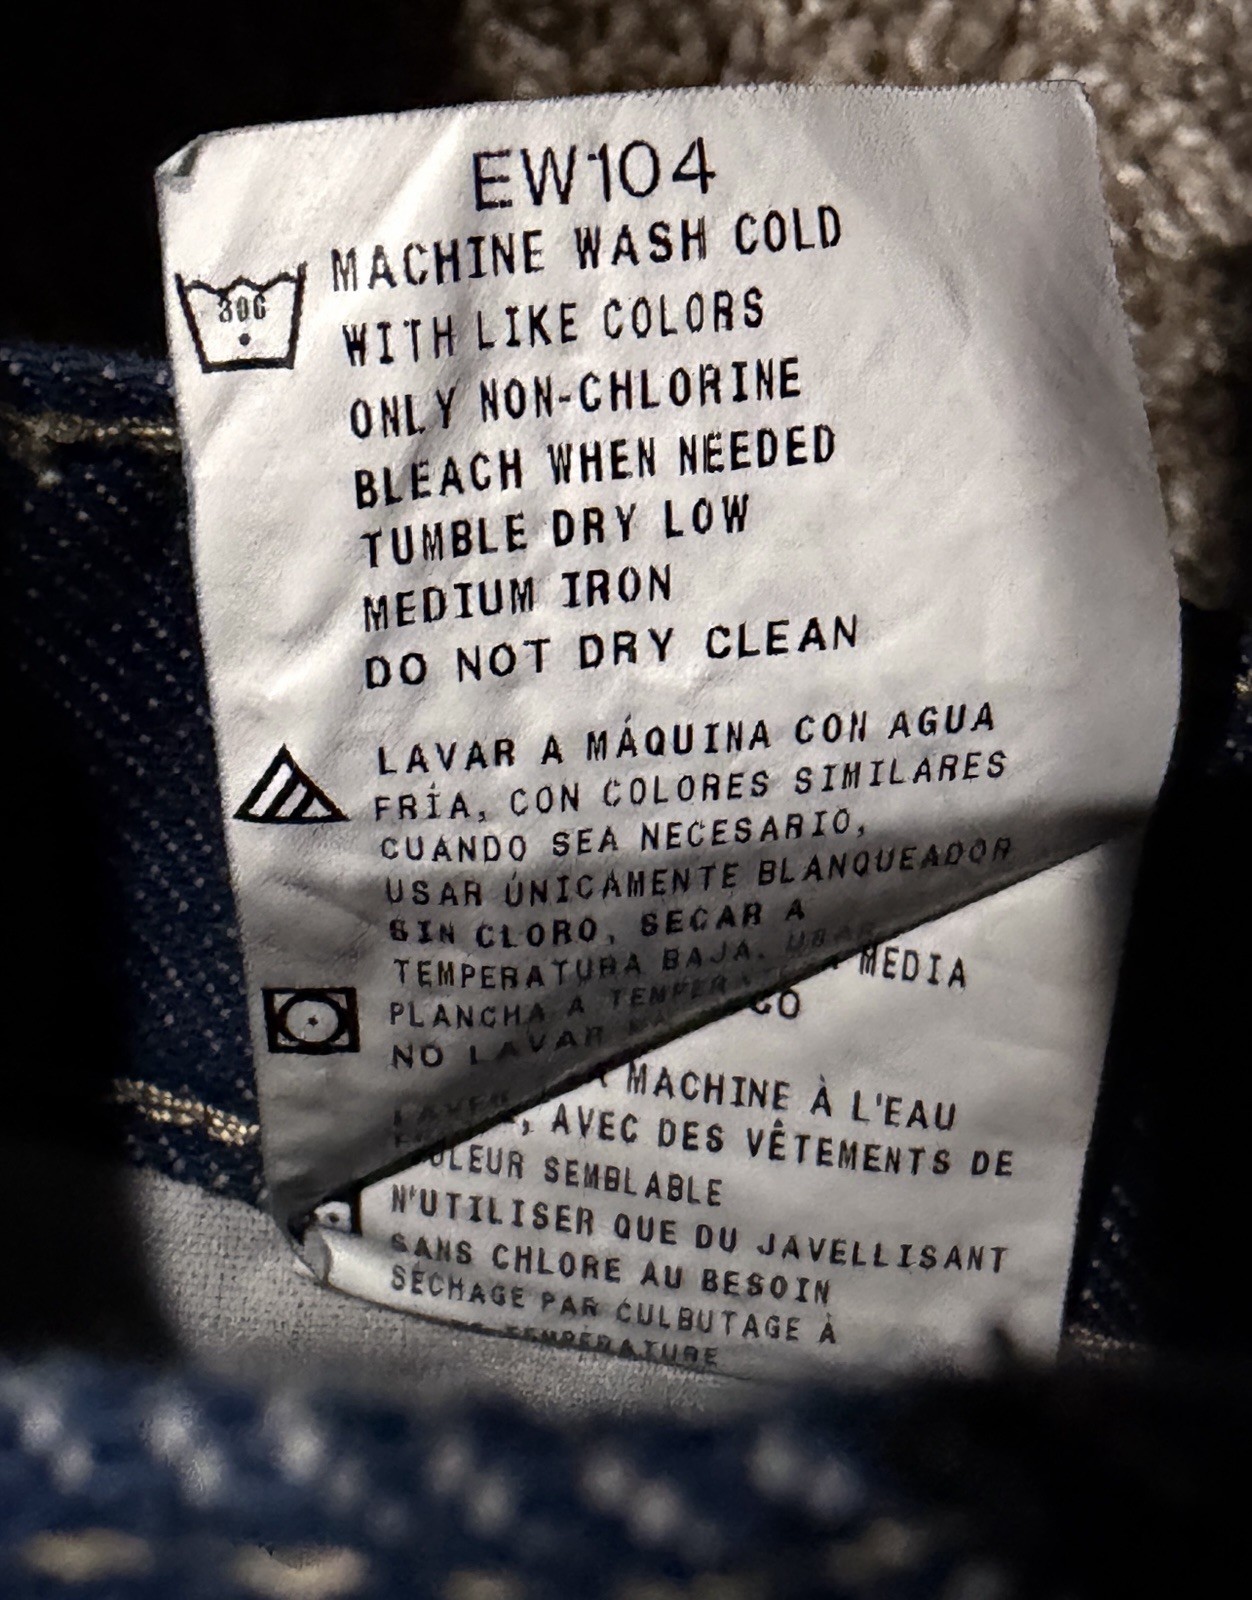 EW104
MACHINE WASH COLD
30C
WITH LIKE COLORS
ONLY NON-CHLORINE
BLEACH WHEN NEEDED
TUMBLE DRY LOW
MEDIUM IRON
DO NOT DRY CLEAN
LAVAR A MÁQUINA CON AGUA
FRÍA, CON COLORES SIMILARES
CUANDO SEA NECESARIO,
USAR ÚNICAMENTE BLANQUEADOR
SIN CLORO, SECAR A
TEMPERATURA BAJA. USAR
PLANCHA A MEDIA
NO LAVAR
MACHINE À L'EAU
AVEC DES VÊTEMENTS DE
SEMBLABLE
N'UTILISER QUE DU JAVELLISANT
SANS CHLORE AU BESOIN
SÉCHAGE PAR CULBUTAGE À
TEMPÉRATURE